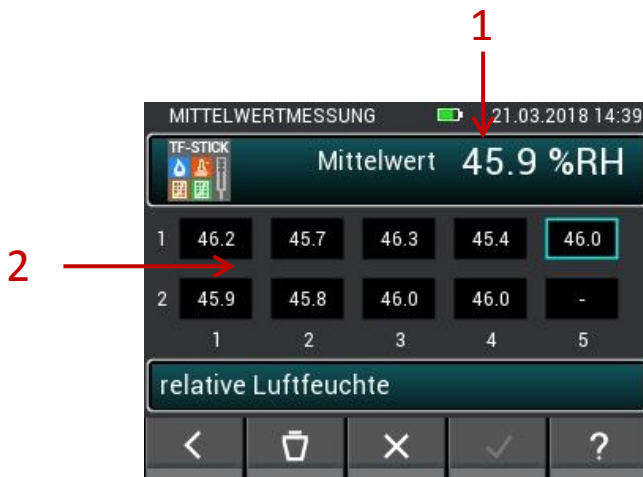 1
MITTELWERTMESSUNG 21.03.2018 14:39
TF-STICK
Mittelwert 45.9 %RH
1 46.2 45.7 46.3 45.4 46.0
2
2 45.9 45.8 46.0 46.0 -
1 2 3 4 5
relative Luftfeuchte
?